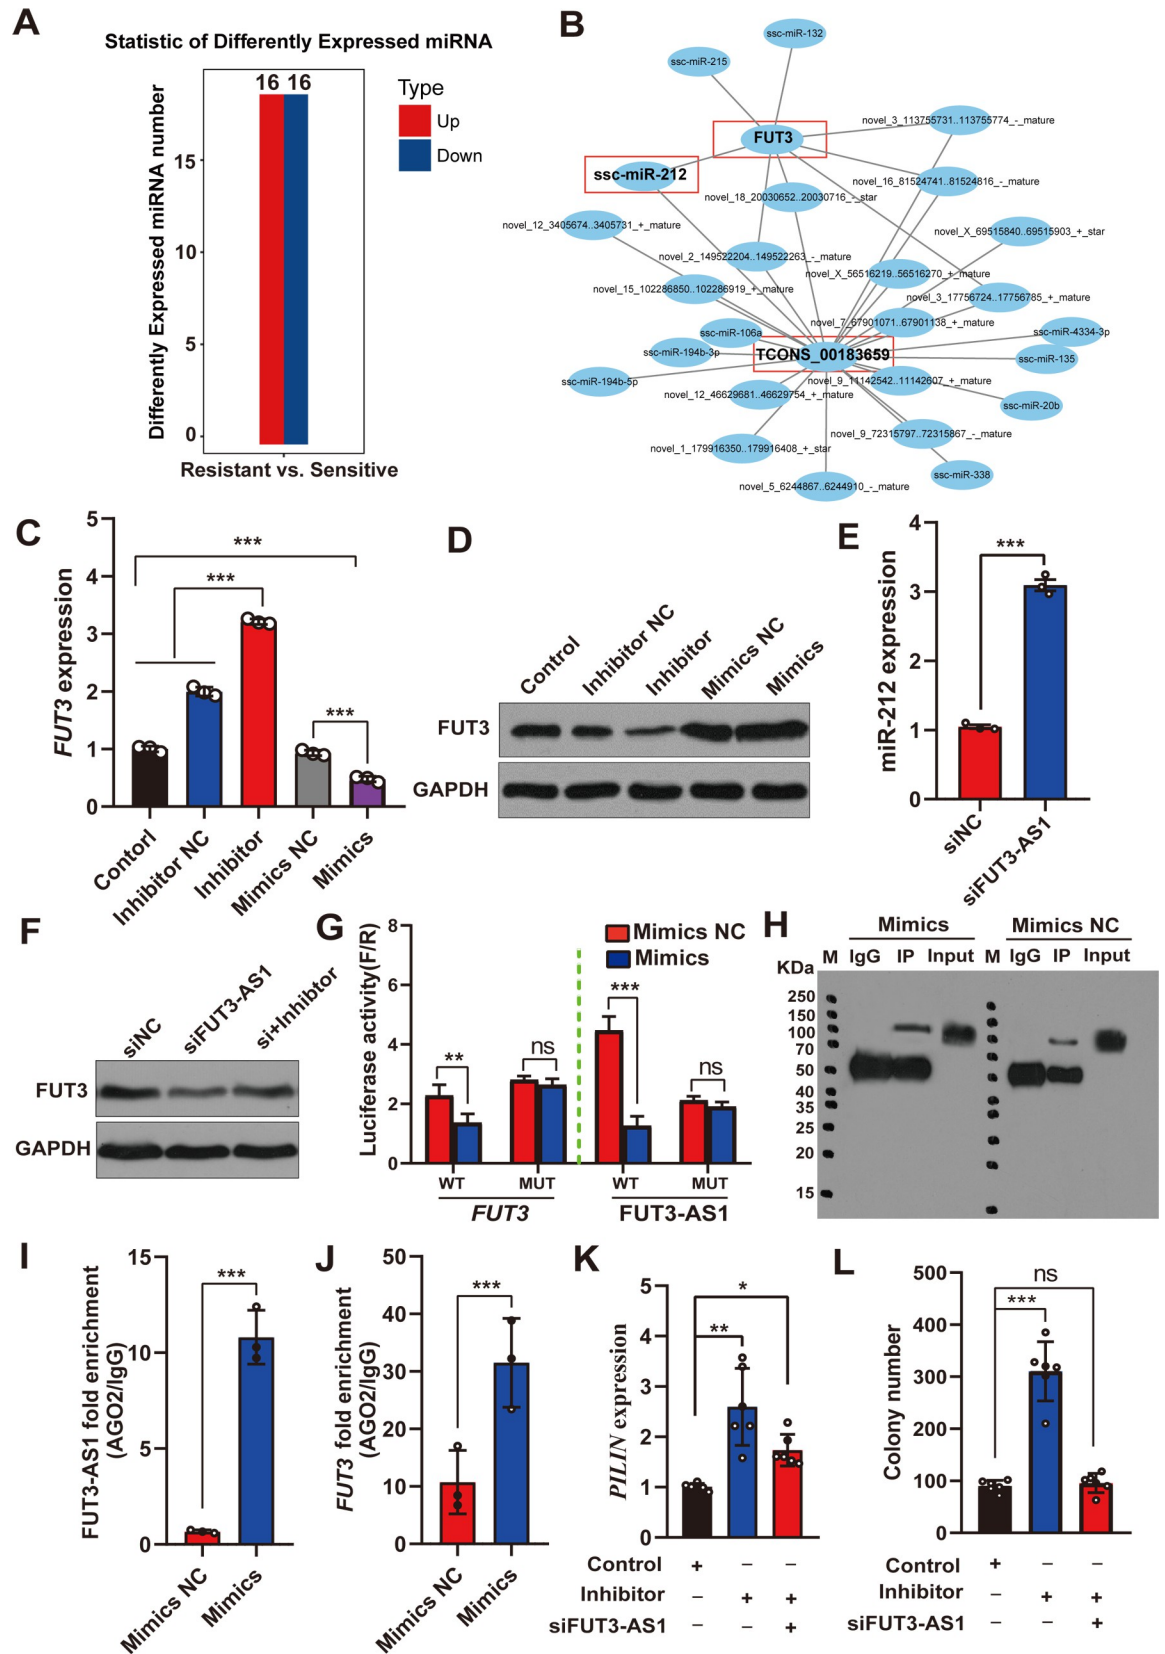 A
Statistic of Differently Expressed miRNA
Differently Expressed miRNA number
16 16
15
10
5
0
Resistant vs. Sensitive
Type
Up
Down
B
ssc-miR-132
ssc-miR-215
novel_3_113755731..113755774_-_mature
FUT3
ssc-miR-212
novel_16_81524741..81524816_-_mature
novel_18_20030652..20030716_-_star
novel_12_3405674..3405731_+_mature
novel_X_69515840..69515903_+_star
novel_2_149522204..149522263_-_mature
novel_X_56516219..56516270_+_mature
novel_15_102286850..102286919_+_mature
novel_3_17756724..17756785_+_mature
novel_7_67901071..67901138_+_mature
ssc-miR-106a
ssc-miR-4334-3p
ssc-miR-194b-3p
TCONS_00183659
ssc-miR-135
ssc-miR-194b-5p
novel_9_11142542..11142607_+_mature
novel_12_46629681..46629754_+_mature
ssc-miR-20b
novel_9_72315797..72315867_-_mature
novel_1_179916350..179916408_+_star
ssc-miR-338
novel_5_6244867..6244910_-_mature
C
FUT3 expression
5
4
3
2
1
0
***
***
***
Contorl
Inhibitor NC
Inhibitor
Mimics NC
Mimics
D
Control
Inhibitor NC
Inhibitor
Mimics NC
Mimics
FUT3
GAPDH
E
miR-212 expression
4
3
2
1
0
***
siNC
siFUT3-AS1
F
siNC
siFUT3-AS1
si+Inhibtor
FUT3
GAPDH
G
Luciferase activity(F/R)
8
6
4
2
0
Mimics NC
Mimics
**
ns
***
ns
WT
MUT
WT
MUT
FUT3
FUT3-AS1
H
Mimics
Mimics NC
KDa
M IgG IP Input
M IgG IP Input
250
150
100
70
50
40
35
25
20
15
I
FUT3-AS1 fold enrichment
(AGO2/IgG)
15
10
5
0
***
Mimics NC
Mimics
J
FUT3 fold enrichment
(AGO2/IgG)
50
40
30
20
10
0
***
Mimics NC
Mimics
K
PILIN expression
5
4
3
2
1
0
*
**
Control + − −
Inhibitor − + +
siFUT3-AS1 − − +
L
Colony number
500
400
300
200
100
0
ns
***
Control + − −
Inhibitor − + +
siFUT3-AS1 − − +